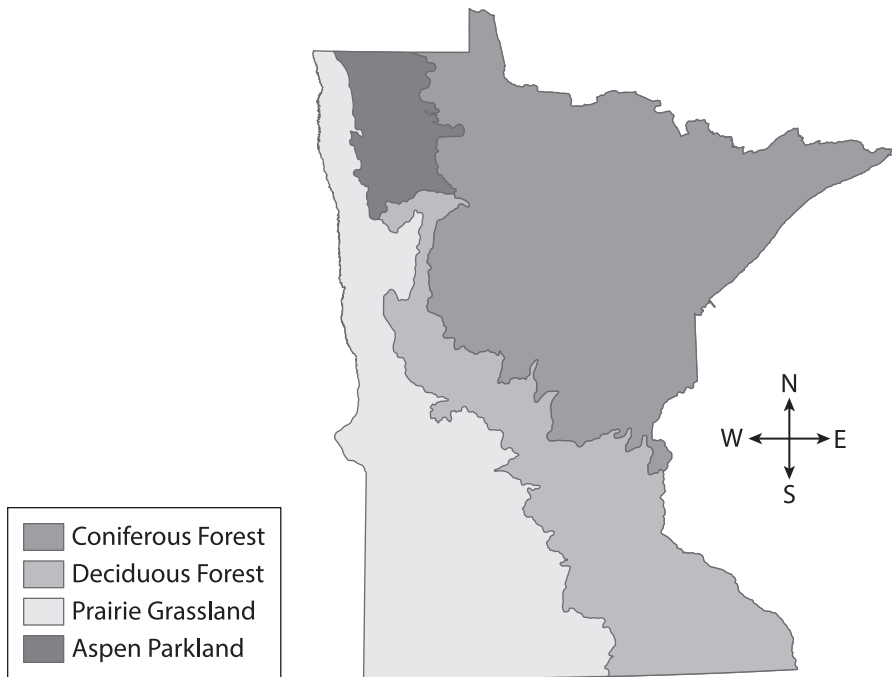 N
W E
S
Coniferous Forest
Deciduous Forest
Prairie Grassland
Aspen Parkland